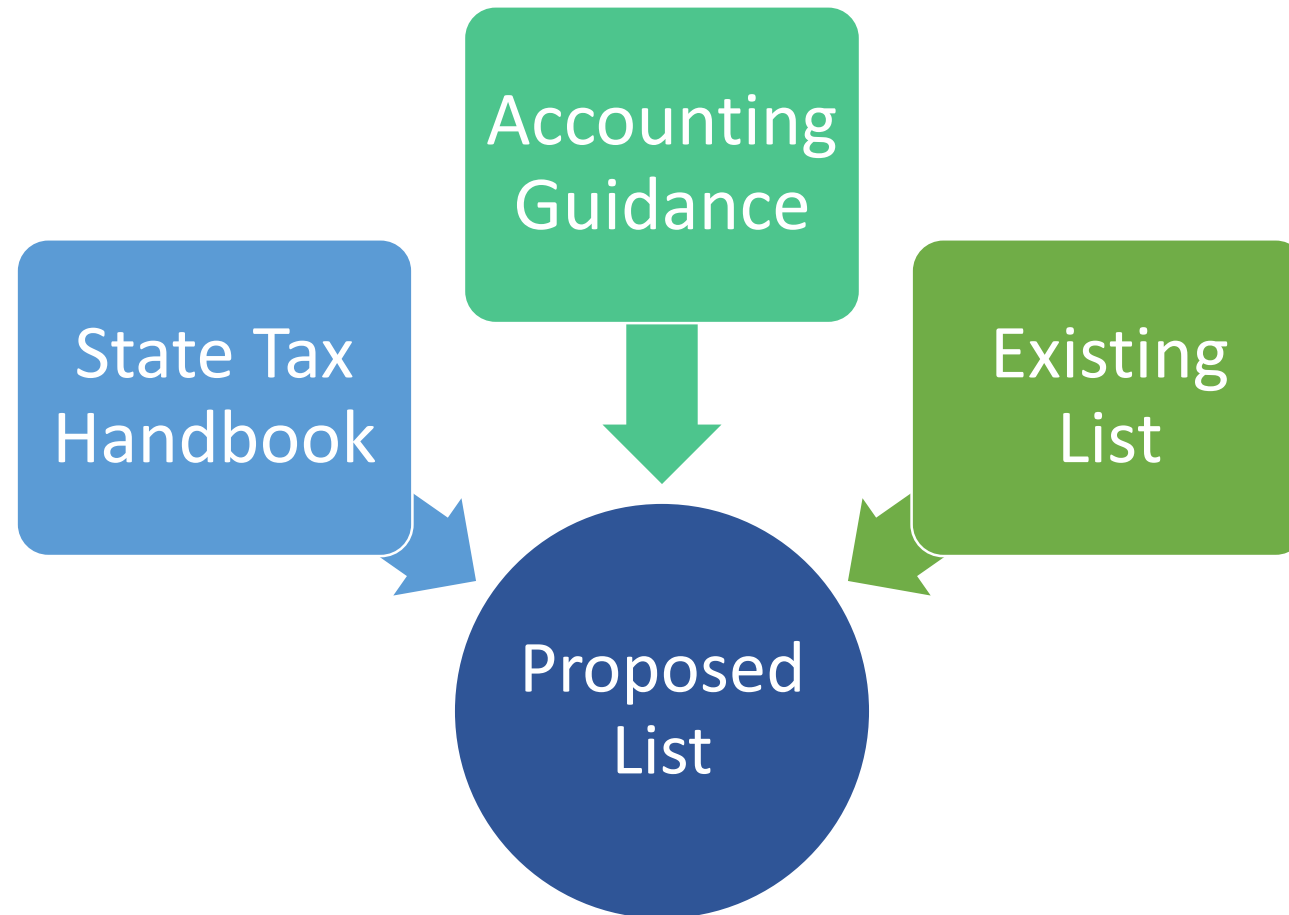 Accounting
Guidance
State Tax
Handbook
Existing
List
Proposed
List